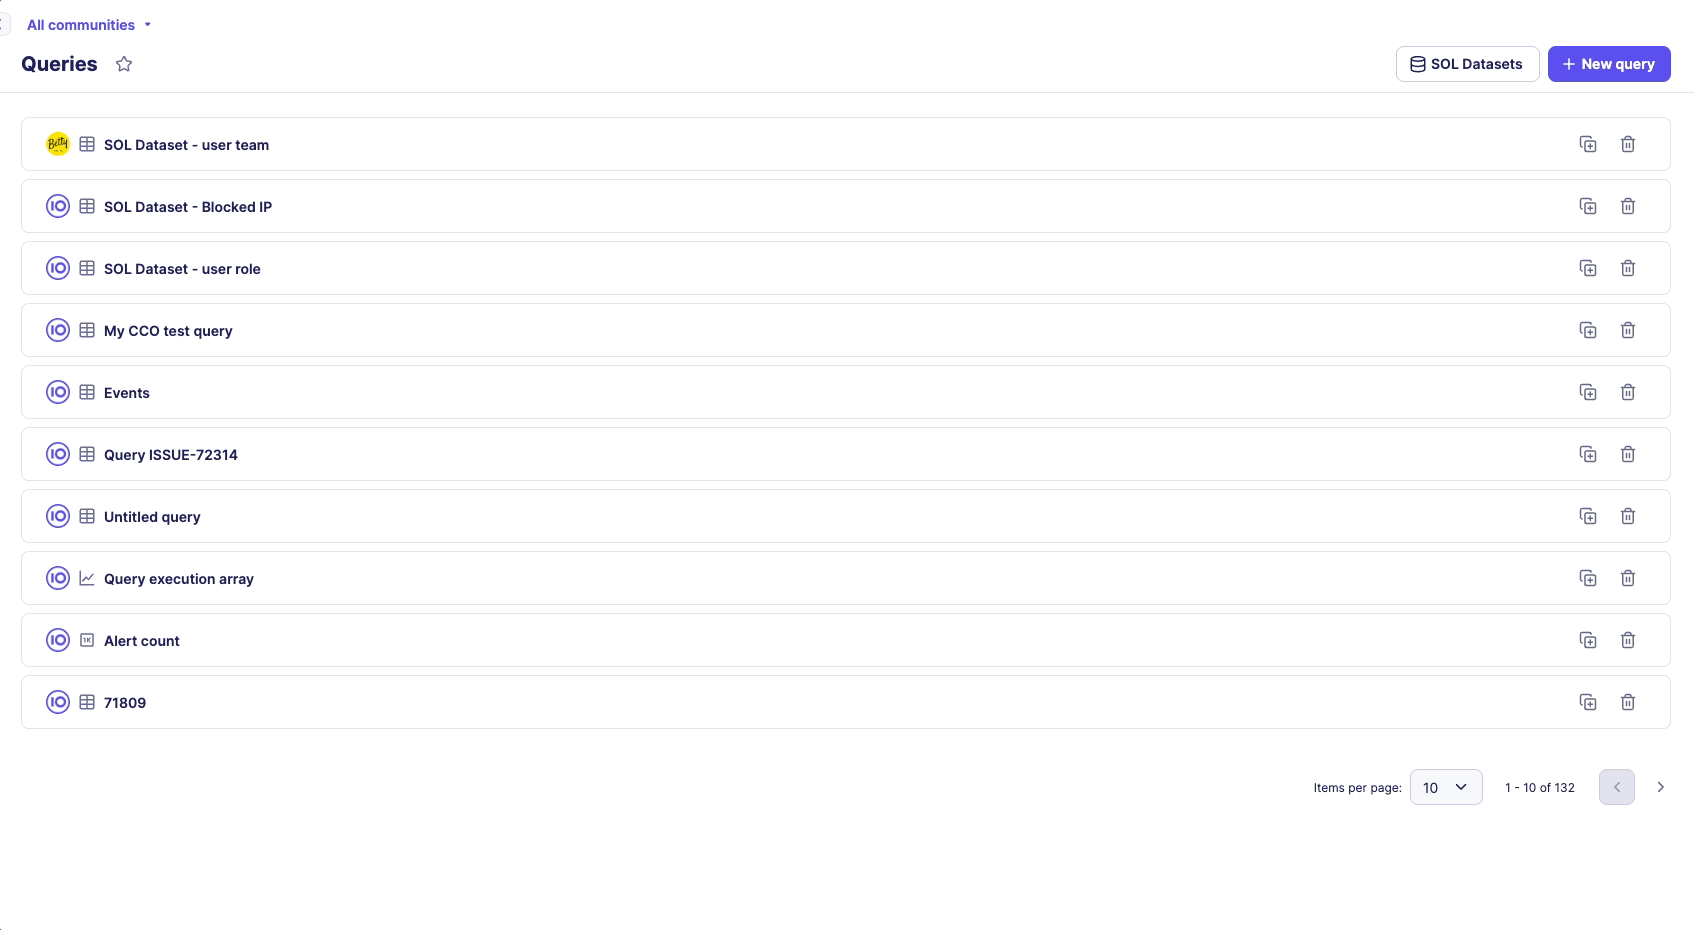 All communities
Queries
SOL Datasets
New query
Betty
SOL Dataset - user team
IO
SOL Dataset - Blocked IP
IO
SOL Dataset - user role
IO
My CCO test query
IO
Events
IO
Query ISSUE-72314
IO
Untitled query
IO
Query execution array
IO
1K
Alert count
IO
71809
Items per page:
10
1 - 10 of 132